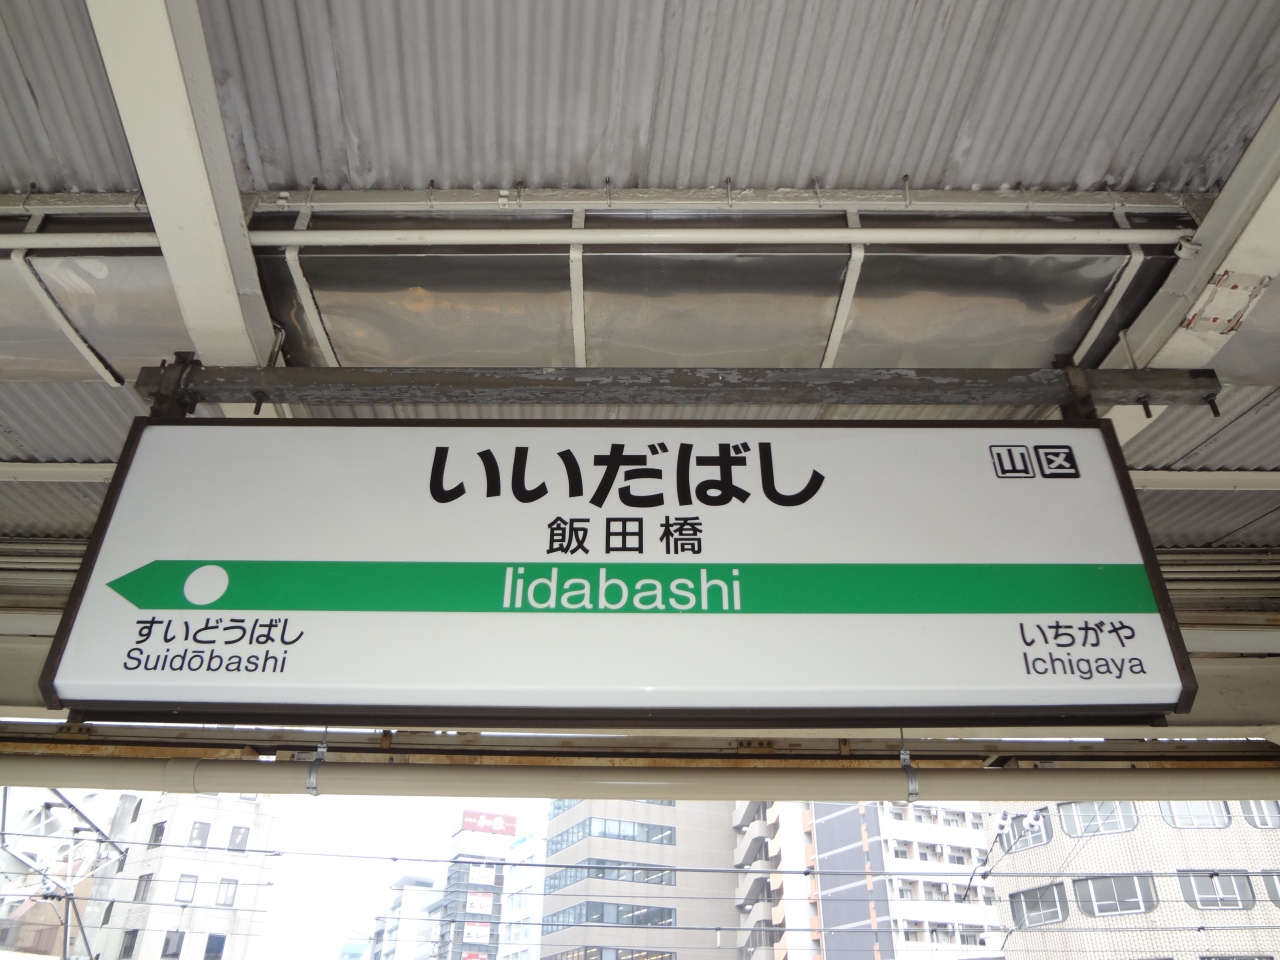 いいだばし
山 区
飯田橋
Iidabashi
すいどうばし
Suidōbashi
いちがや
Ichigaya